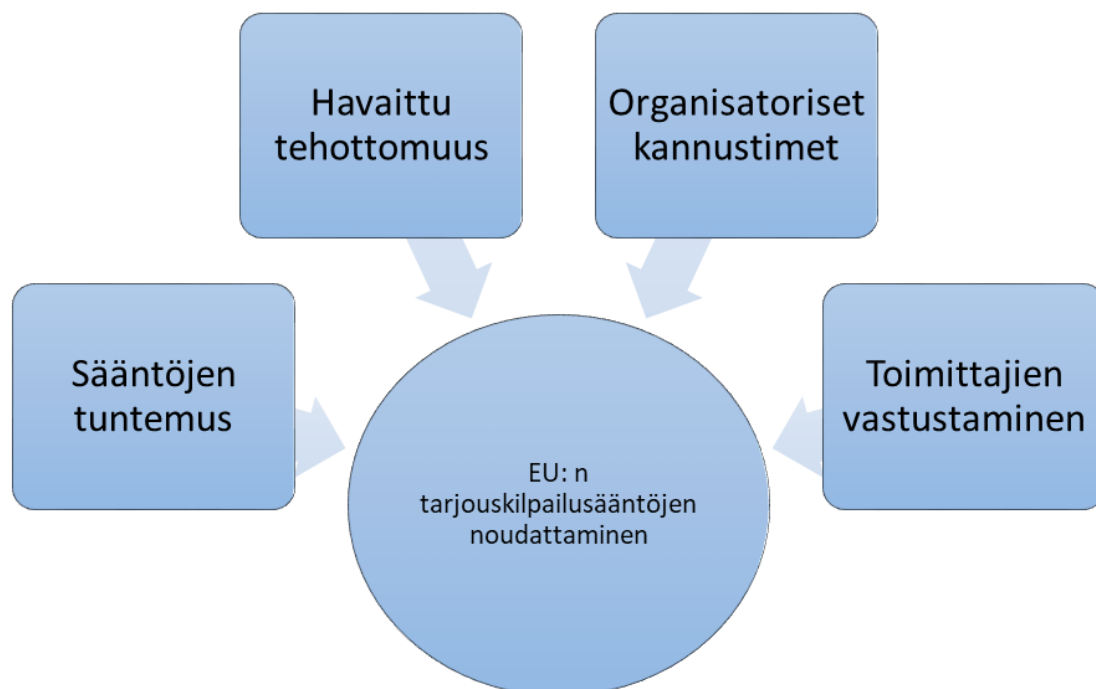 Havaittu
tehottomuus
Organisatoriset
kannustimet
Sääntöjen
tuntemus
Toimittajien
vastustaminen
EU: n
tarjouskilpailusääntöjen
noudattaminen